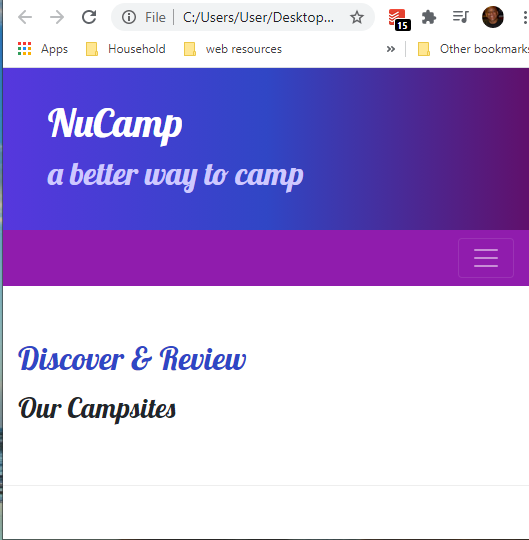 File | C:/Users/User/Desktop...
15
Apps Household web resources » Other bookmarks
NuCamp
a better way to camp
Discover & Review
Our Campsites